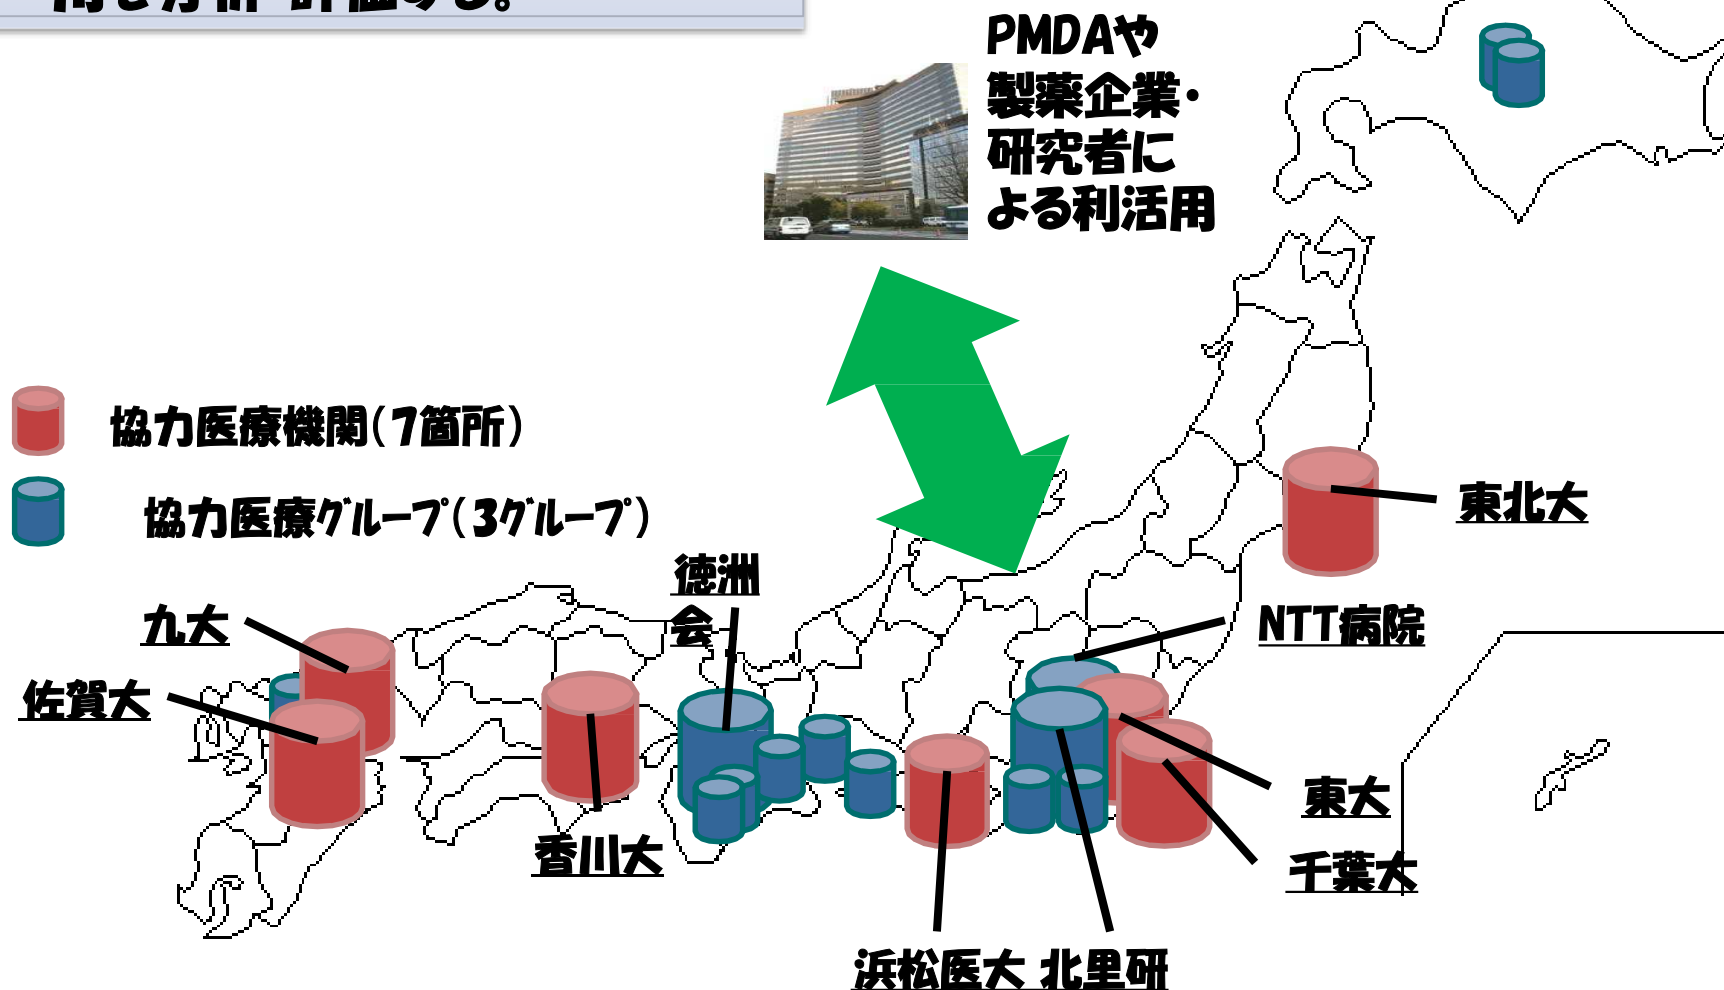 PMDAや
製薬企業・
研究者に
よる利活用
協力医療機関(7箇所)
協力医療グループ(3グループ)
徳洲
会
東北大
九大
NTT病院
佐賀大
東大
香川大
千葉大
浜松医大 北里研